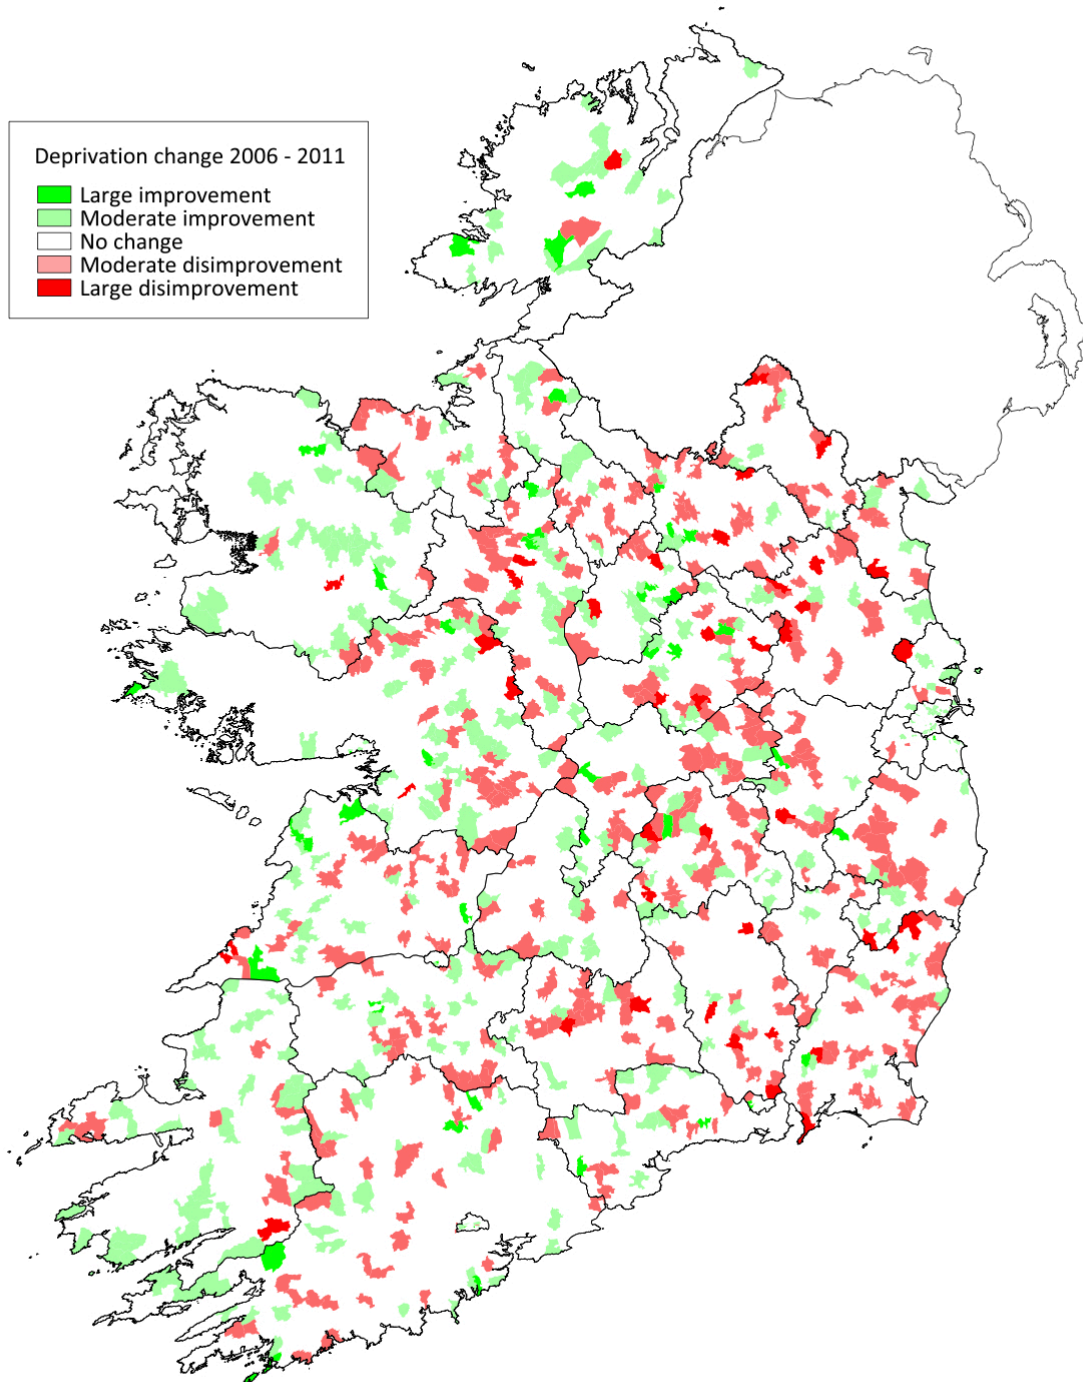 Deprivation change 2006 - 2011
Large improvement
Moderate improvement
No change
Moderate disimprovement
Large disimprovement